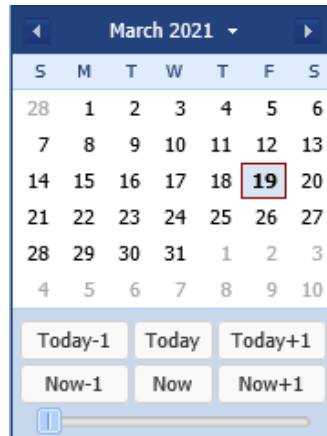 March 2021
S M T W T F S
28 1 2 3 4 5 6
7 8 9 10 11 12 13
14 15 16 17 18 19 20
21 22 23 24 25 26 27
28 29 30 31 1 2 3
4 5 6 7 8 9 10
Today-1 Today Today+1
Now-1 Now Now+1